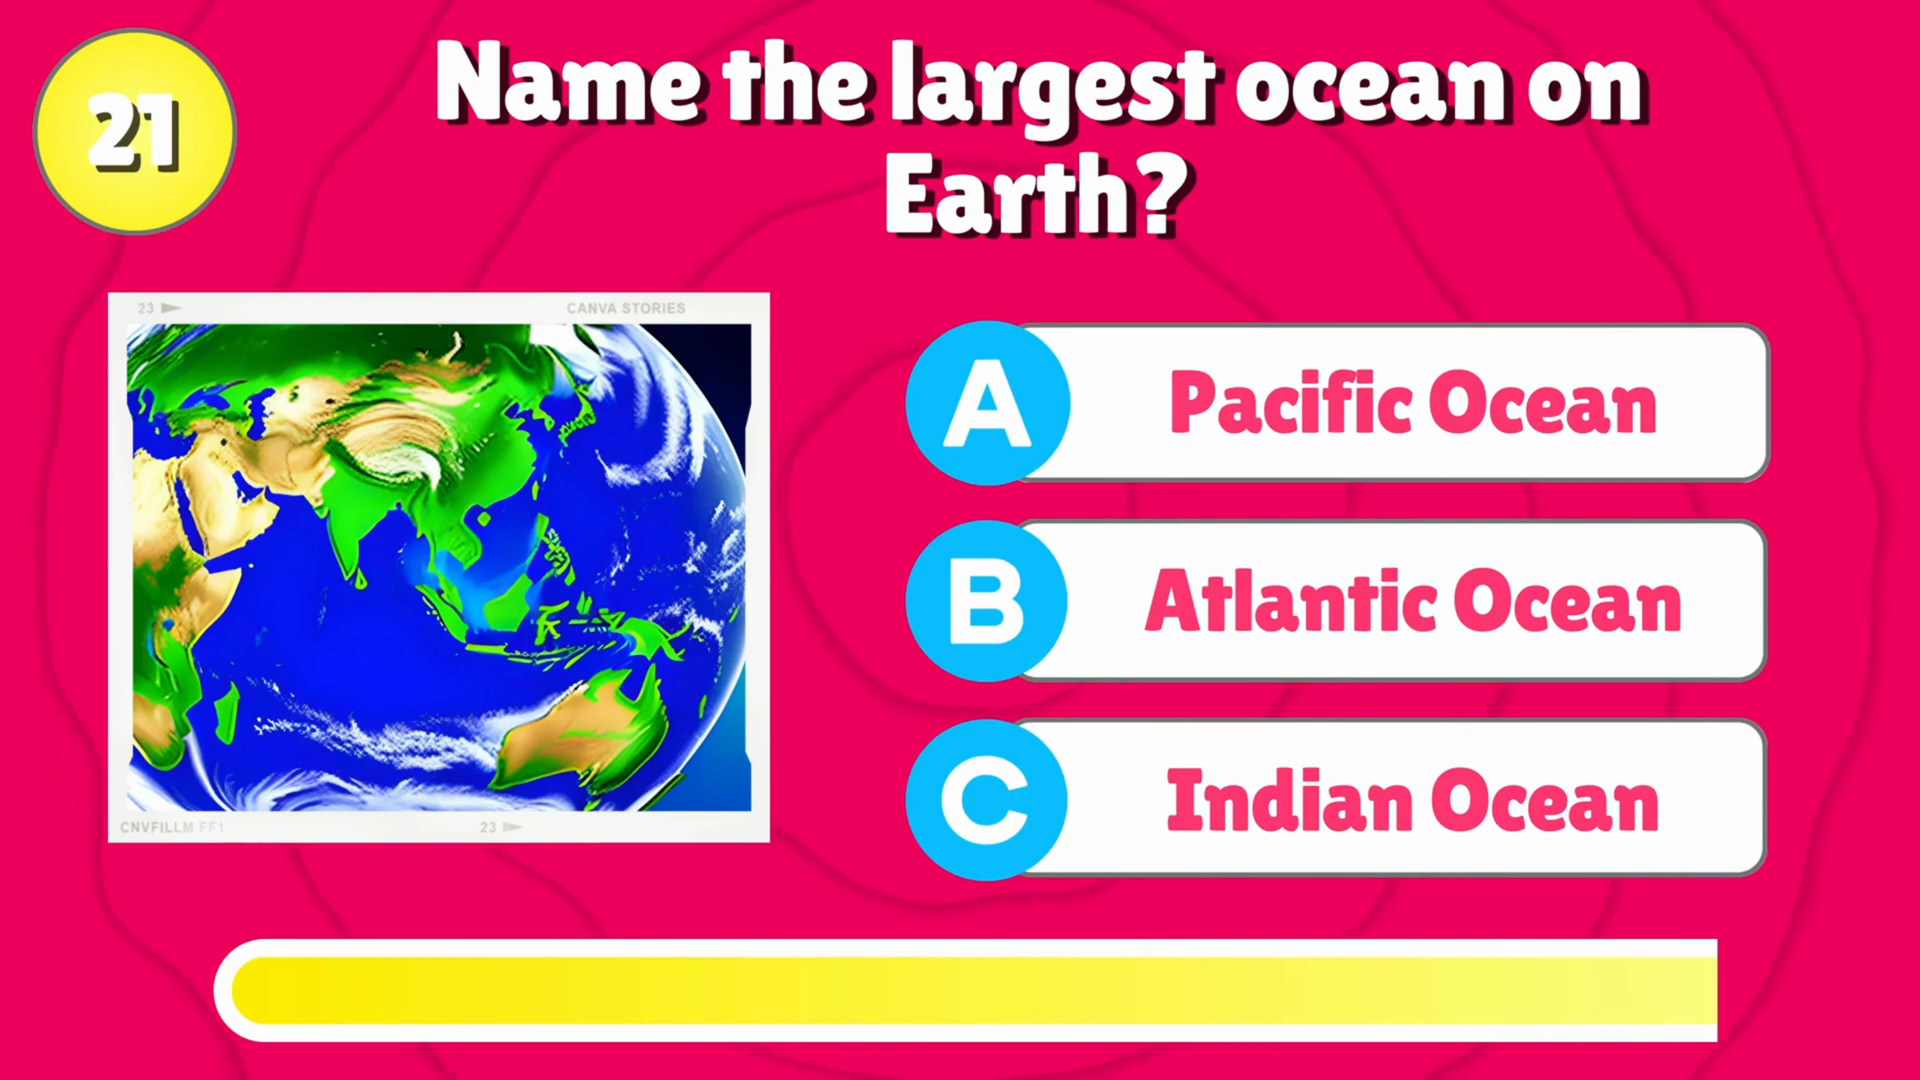 21
Name the largest ocean on
Earth?
23
CANVA STORIES
CNVFILLM FF1
23
A
Pacific Ocean
B
Atlantic Ocean
C
Indian Ocean